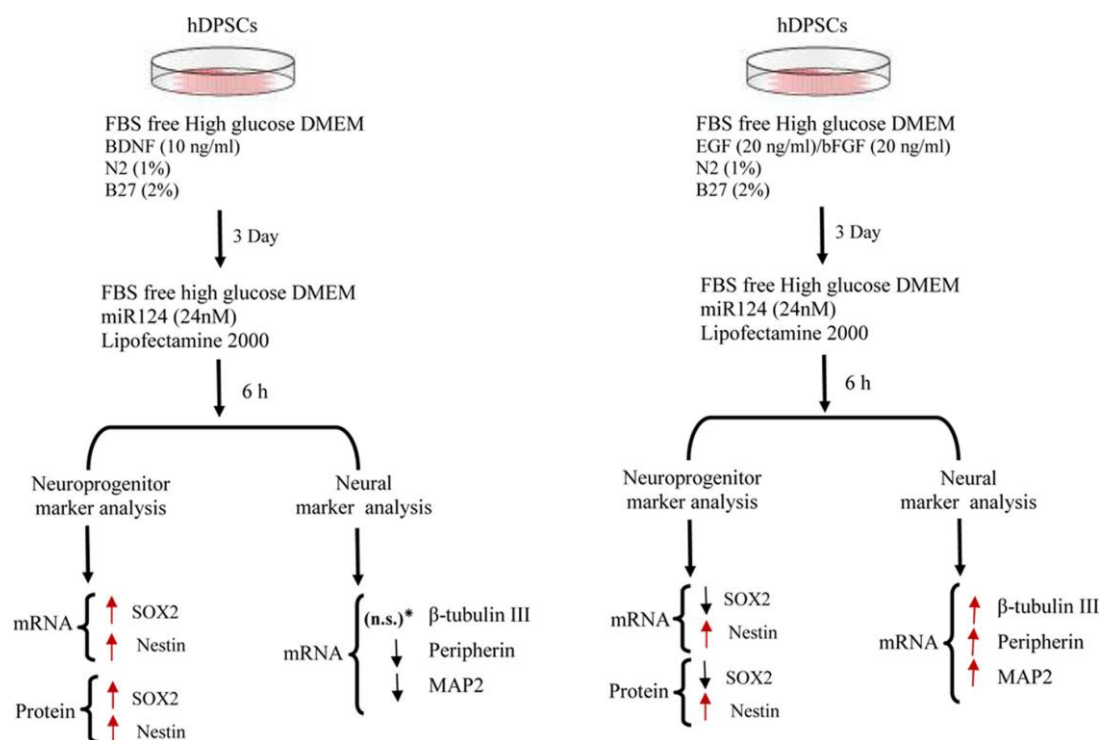 hDPSCs
FBS free High glucose DMEM
BDNF (10 ng/ml)
N2 (1%)
B27 (2%)
3 Day
FBS free high glucose DMEM
miR124 (24nM)
Lipofectamine 2000
6 h
Neuroprogenitor
marker analysis
mRNA
SOX2
Nestin
Protein
SOX2
Nestin
Neural
marker analysis
mRNA
(n.s.)* β-tubulin III
Peripherin
MAP2
hDPSCs
FBS free High glucose DMEM
EGF (20 ng/ml)/bFGF (20 ng/ml)
N2 (1%)
B27 (2%)
3 Day
FBS free High glucose DMEM
miR124 (24nM)
Lipofectamine 2000
6 h
Neuroprogenitor
marker analysis
mRNA
SOX2
Nestin
Protein
SOX2
Nestin
Neural
marker analysis
mRNA
β-tubulin III
Peripherin
MAP2